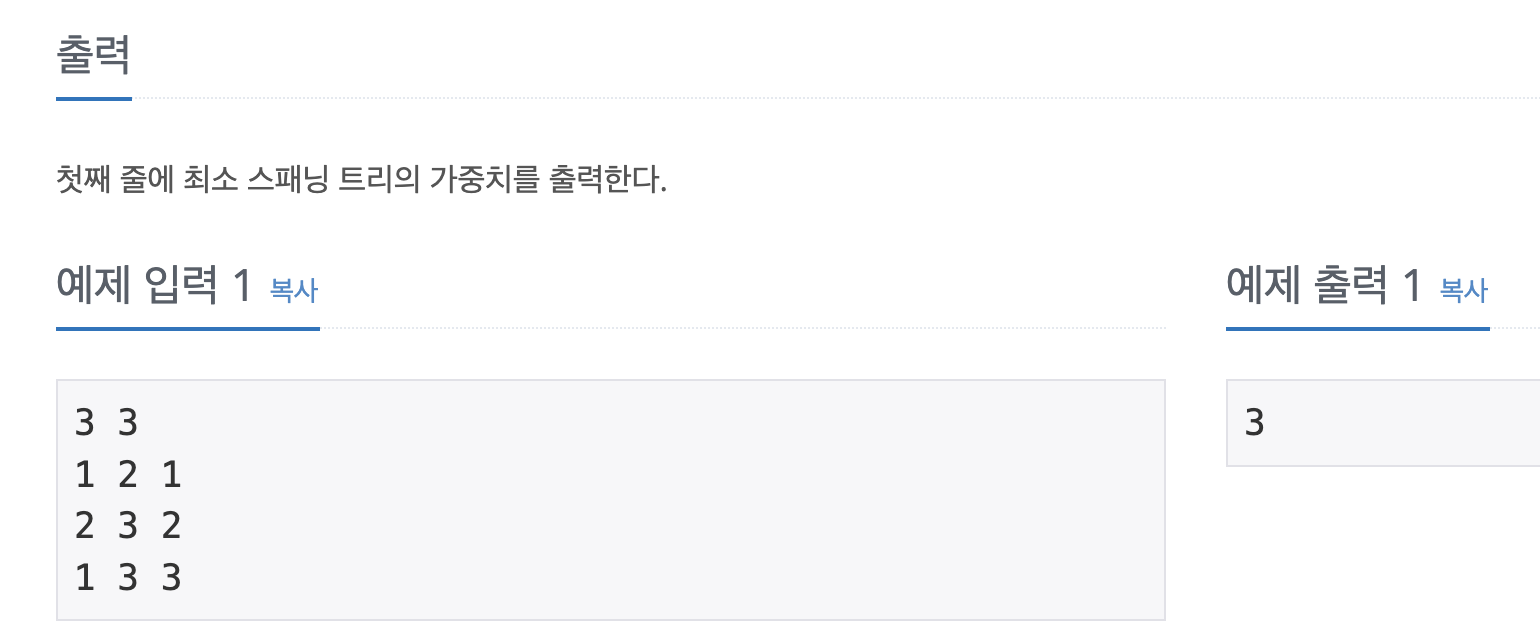 출력
첫째 줄에 최소 스패닝 트리의 가중치를 출력한다.
예제 입력 1 복사
3 3
1 2 1
2 3 2
1 3 3
예제 출력 1 복사
3